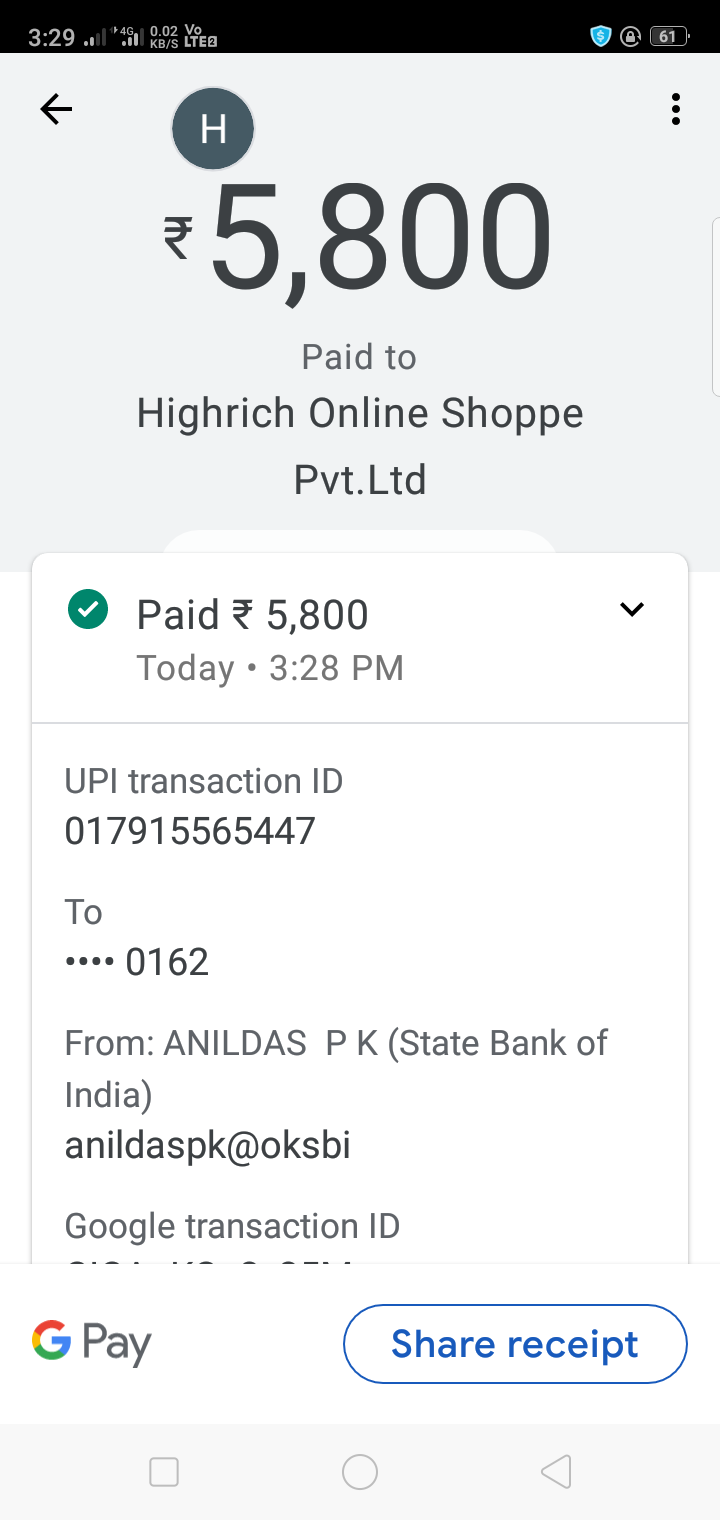 3:29 4G 0.02 KB/S Vo LTE2 61
H
₹5,800
Paid to
Highrich Online Shoppe
Pvt.Ltd
Paid ₹ 5,800
Today • 3:28 PM
UPI transaction ID
017915565447
To
•••• 0162
From: ANILDAS P K (State Bank of
India)
anildaspk@oksbi
Google transaction ID
G Pay
Share receipt